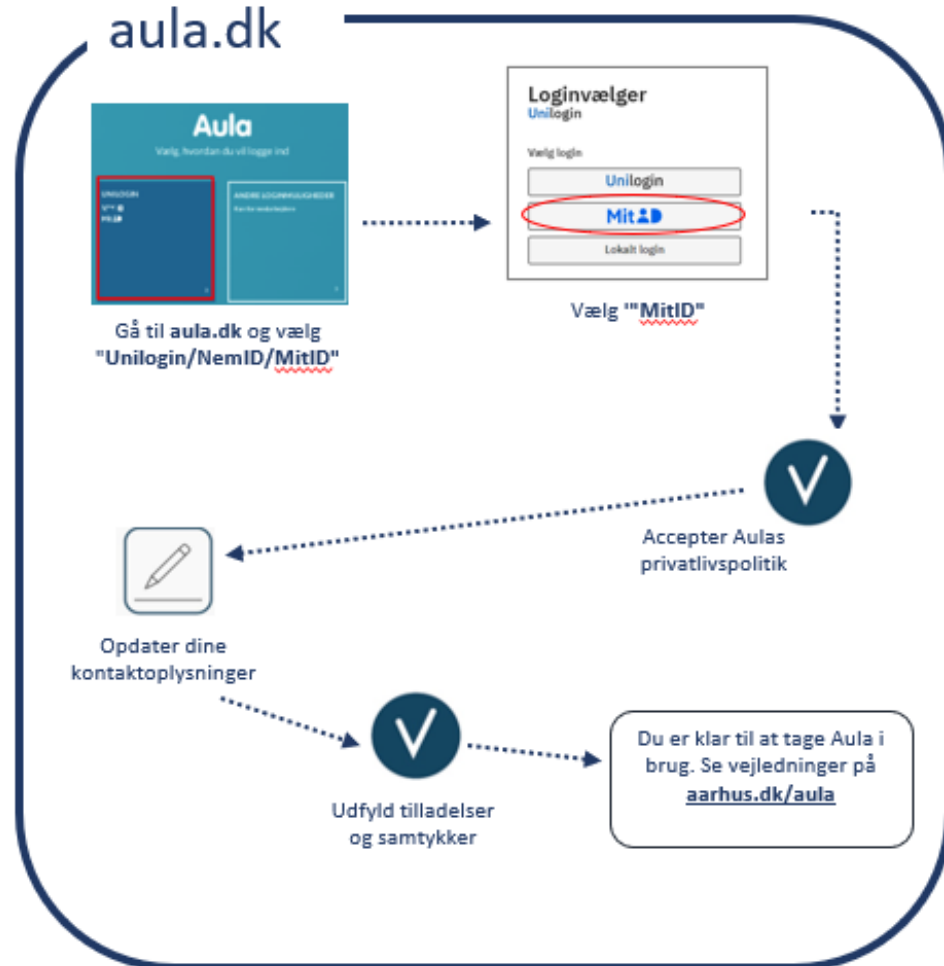 aula.dk
Aula
Vælg, hvordan du vil logge ind
UNILOGIN
ANDRE LOGINMULIGHEDER
Gå til aula.dk og vælg
"Unilogin/NemID/MitID"
Loginvælger
Unilogin
Vælg login
Unilogin
Mit
Lokalt login
Vælg '"MitID"
Accepter Aulas
privatlivspolitik
Opdater dine
kontaktoplysninger
Udfyld tilladelser
og samtykker
Du er klar til at tage Aula i
brug. Se vejledninger på
aarhus.dk/aula